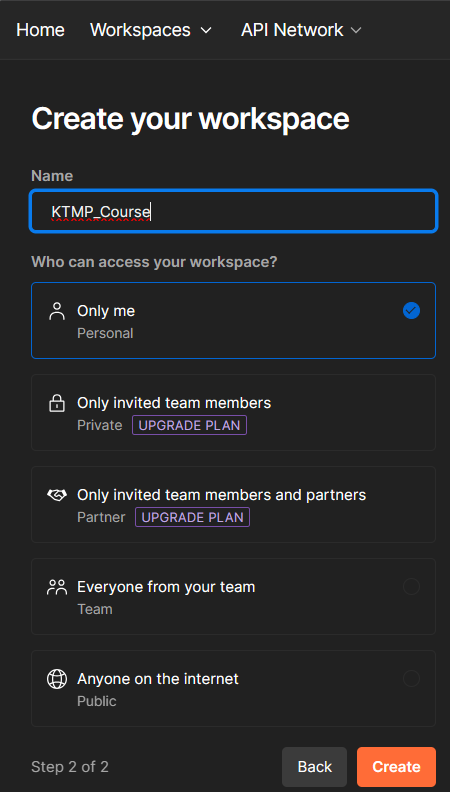 Home Workspaces API Network
Create your workspace
Name
KTMP_Course
Who can access your workspace?
Only me
Personal
Only invited team members
Private UPGRADE PLAN
Only invited team members and partners
Partner UPGRADE PLAN
Everyone from your team
Team
Anyone on the internet
Public
Step 2 of 2 Back Create